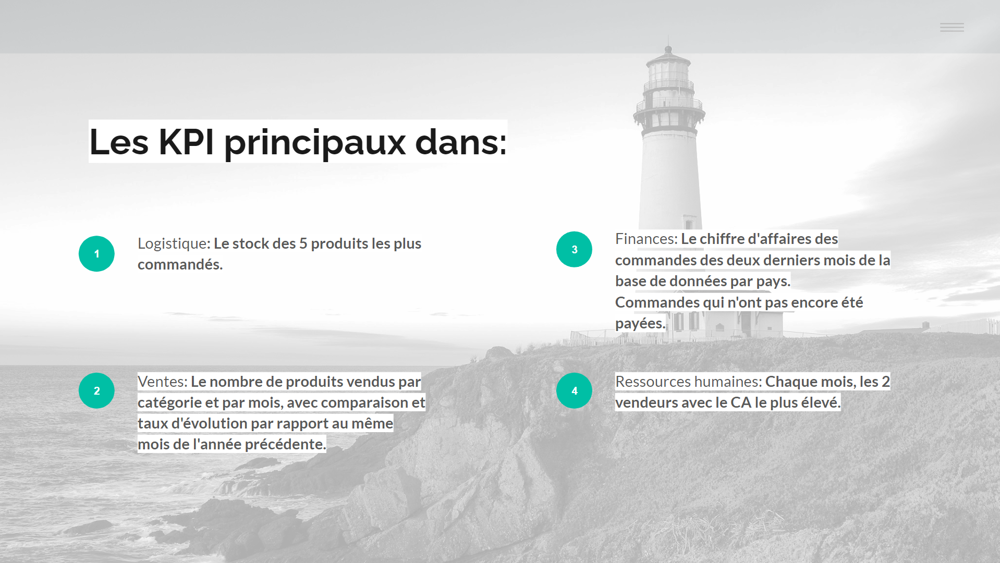 Les KPI principaux dans:
1
Logistique: Le stock des 5 produits les plus
commandés.
2
Ventes: Le nombre de produits vendus par
catégorie et par mois, avec comparaison et
taux d'évolution par rapport au même
mois de l'année précédente.
3
Finances: Le chiffre d'affaires des
commandes des deux derniers mois de la
base de données par pays.
Commandes qui n'ont pas encore été
payées.
4
Ressources humaines: Chaque mois, les 2
vendeurs avec le CA le plus élevé.